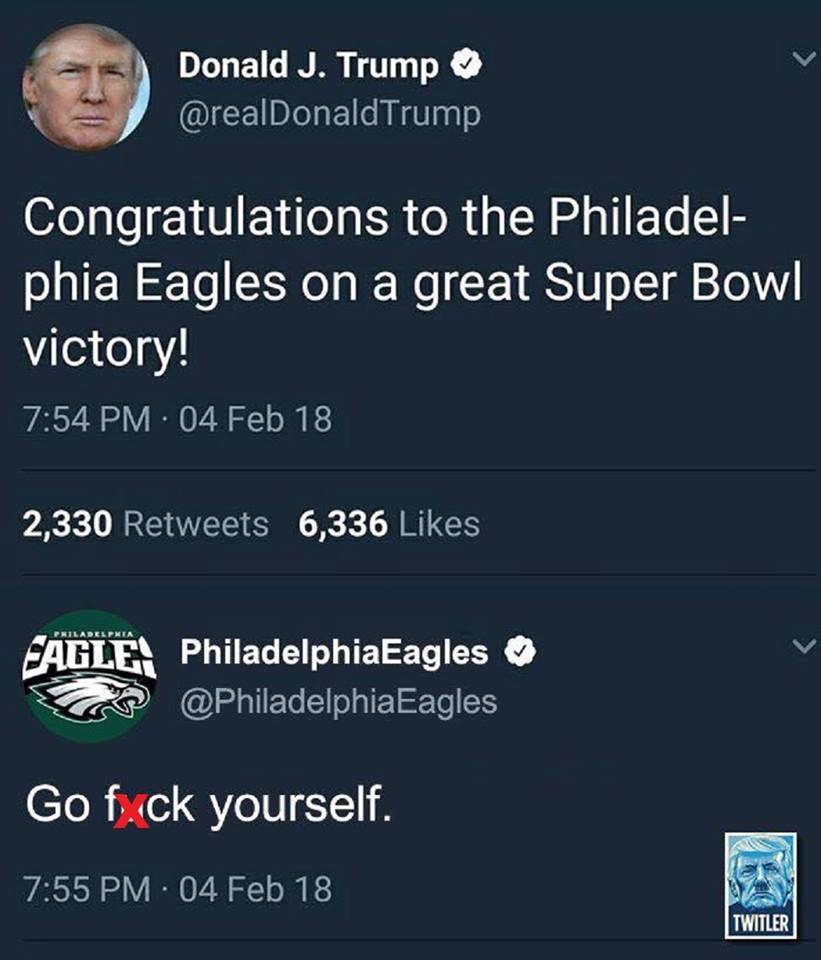 Donald J. Trump
@realDonaldTrump
Congratulations to the Philadel-
phia Eagles on a great Super Bowl
victory!
7:54 PM · 04 Feb 18
2,330 Retweets 6,336 Likes
PHILADELPHIA
EAGLES
PhiladelphiaEagles
@PhiladelphiaEagles
Go fxck yourself.
7:55 PM · 04 Feb 18
TWITLER